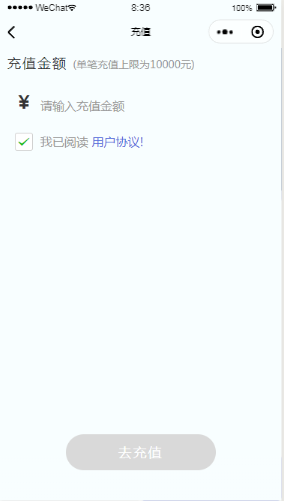 ●●●●● WeChat 8:36 100%
充值
充值金额 (单笔充值上限为10000元)
¥ 请输入充值金额
我已阅读 用户协议!
去充值